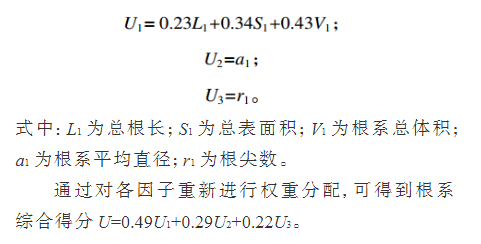 U₁= 0.23L₁+0.34S₁+0.43V₁；
U₂=a₁；
U₃=r₁。
式中：L₁为总根长；S₁为总表面积；V₁为根系总体积；
a₁为根系平均直径；r₁为根尖数。
通过对各因子重新进行权重分配，可得到根系
综合得分U=0.49U₁+0.29U₂+0.22U₃。